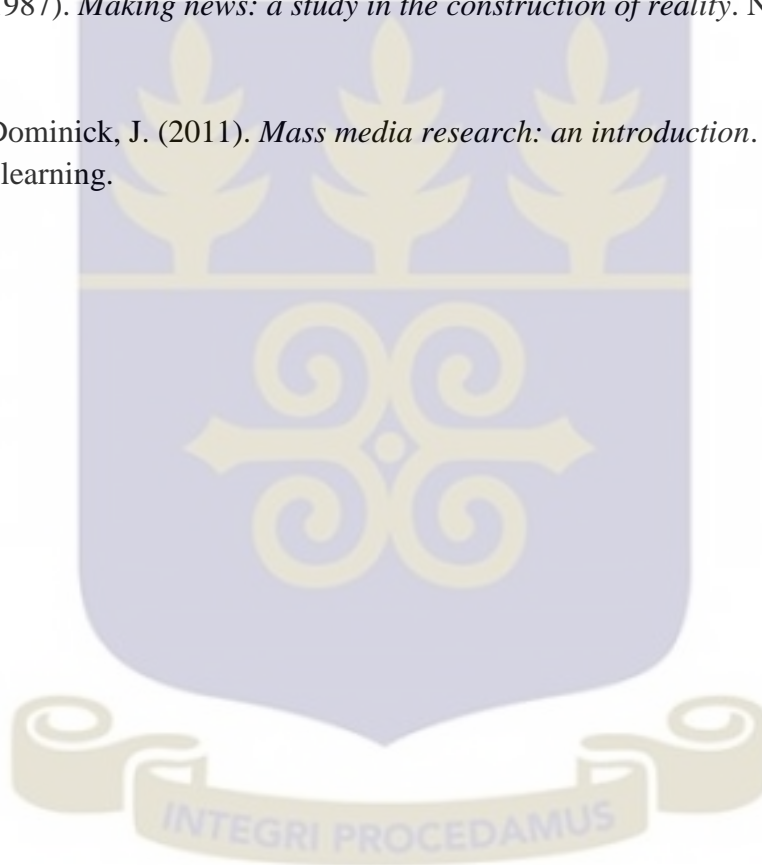 987). Making news: a study in the construction of reality. N
Dominick, J. (2011). Mass media research: an introduction.
learning.
INTEGRI PROCEDAMUS